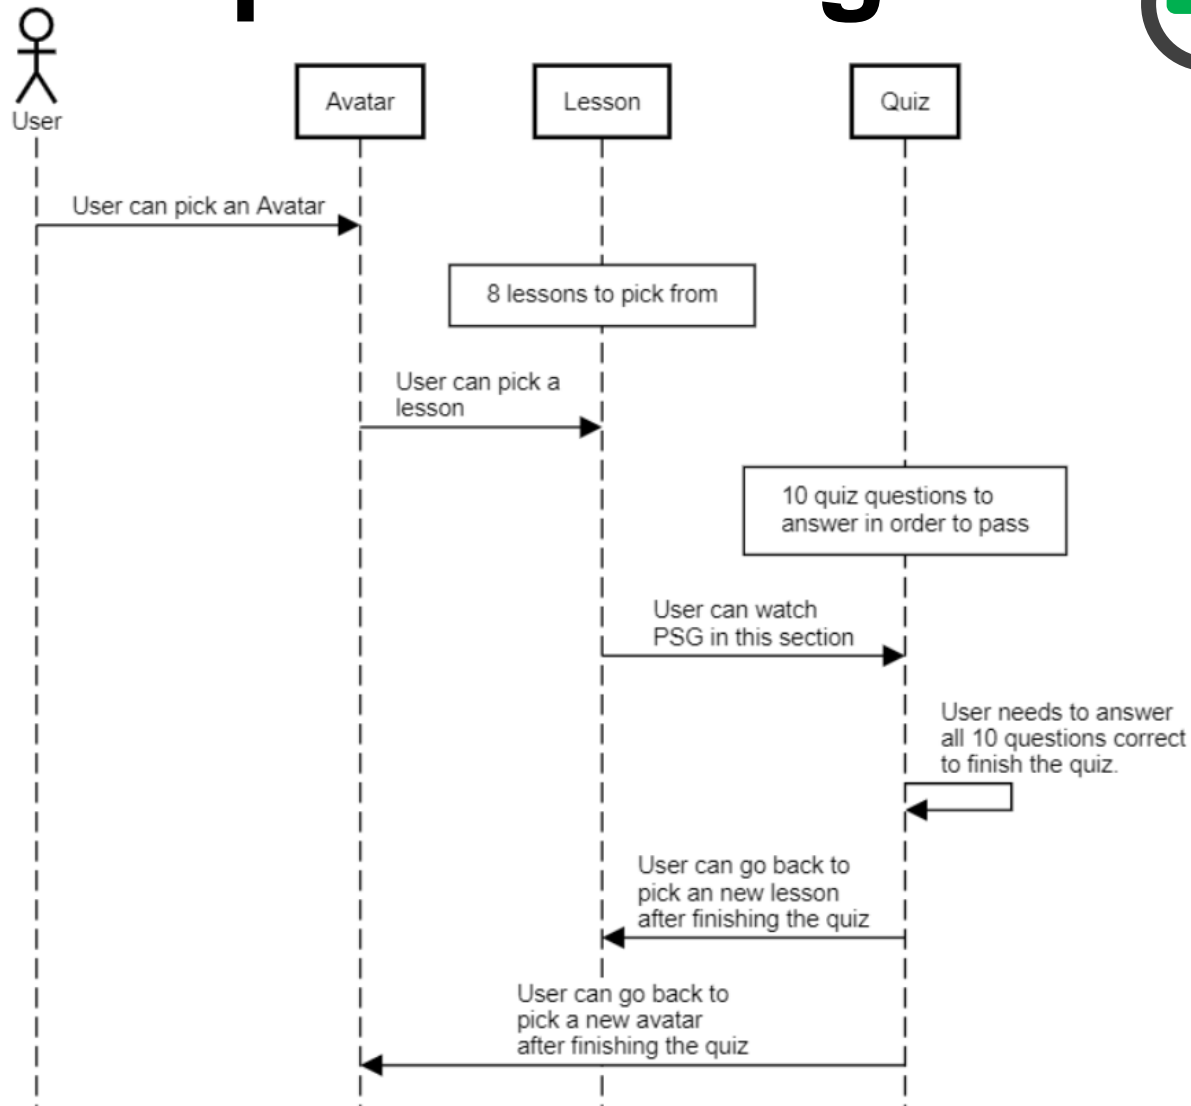 User
Avatar
Lesson
Quiz
User can pick an Avatar
8 lessons to pick from
User can pick a
lesson
10 quiz questions to
answer in order to pass
User can watch
PSG in this section
User needs to answer
all 10 questions correct
to finish the quiz.
User can go back to
pick an new lesson
after finishing the quiz
User can go back to
pick a new avatar
after finishing the quiz